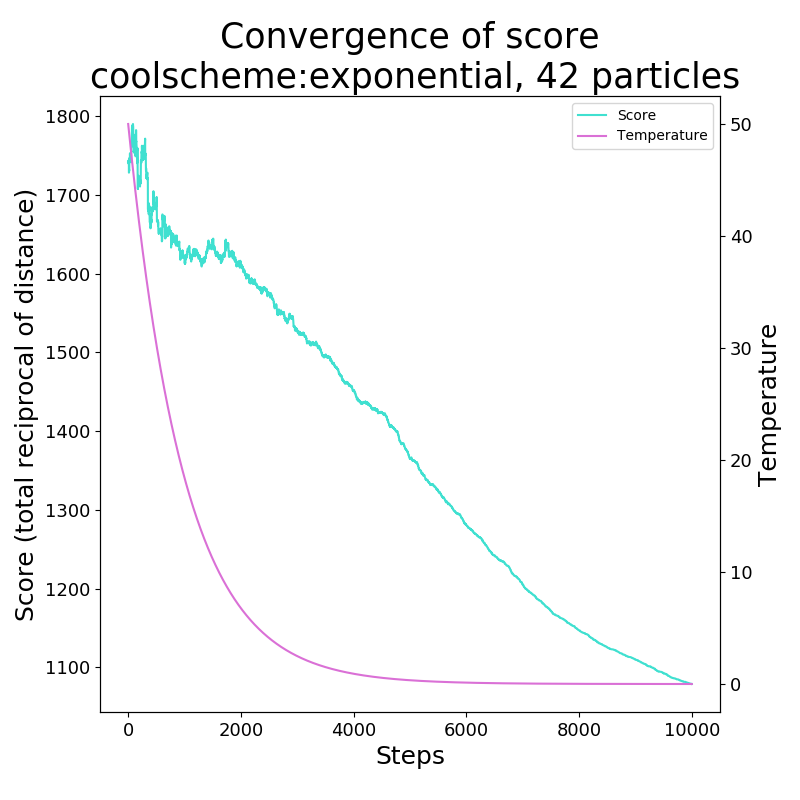 Convergence of score
coolscheme:exponential, 42 particles
Score
Temperature
Score (total reciprocal of distance)
1800
1700
1600
1500
1400
1300
1200
1100
50
40
30
20
10
0
Temperature
0
2000
4000
6000
8000
10000
Steps